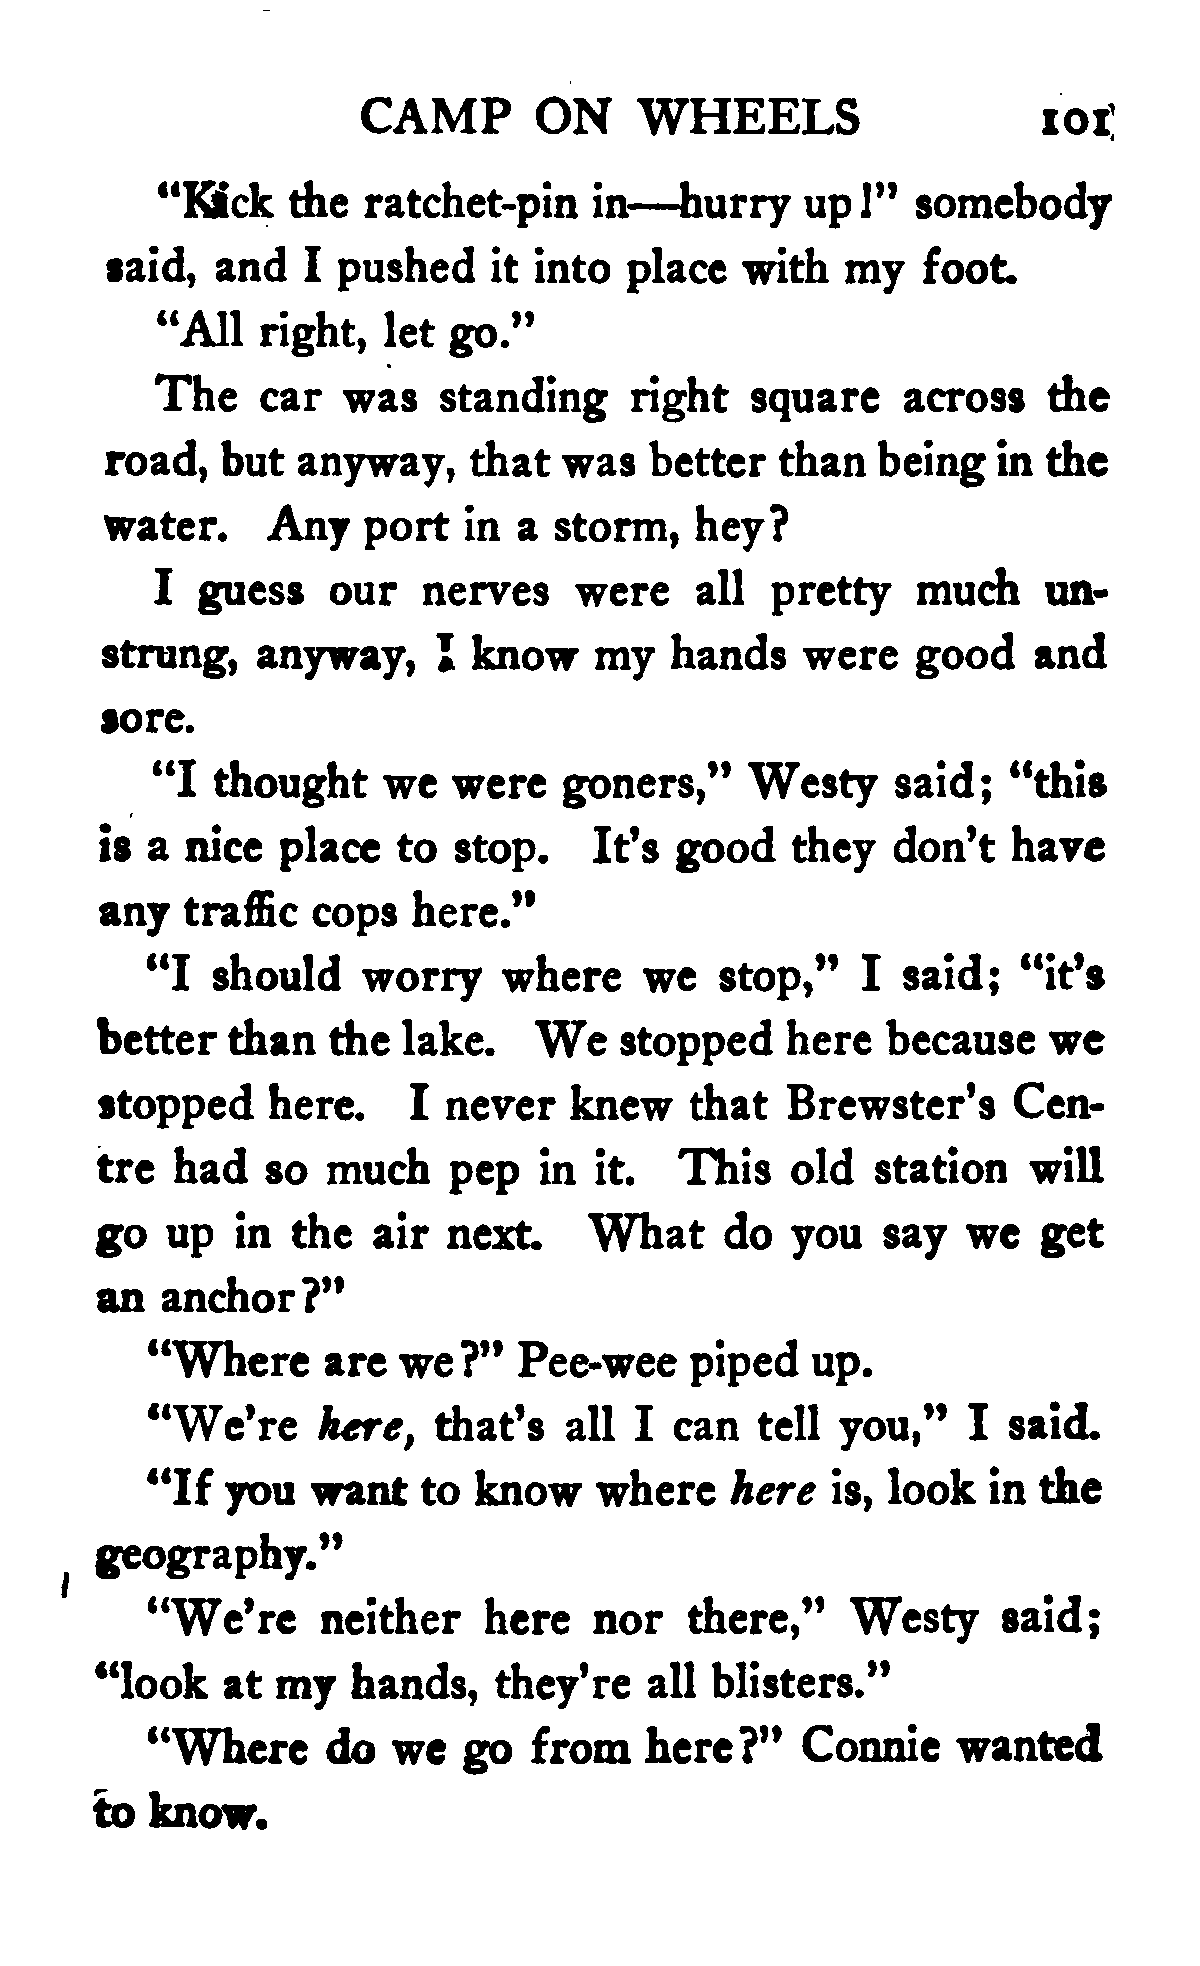 CAMP ON WHEELS 101
“Kick the ratchet-pin in—hurry up!” somebody
said, and I pushed it into place with my foot.
“All right, let go.”
The car was standing right square across the
road, but anyway, that was better than being in the
water. Any port in a storm, hey?
I guess our nerves were all pretty much un-
strung, anyway, I know my hands were good and
sore.
“I thought we were goners,” Westy said; “this
is a nice place to stop. It’s good they don’t have
any traffic cops here.”
“I should worry where we stop,” I said; “it’s
better than the lake. We stopped here because we
stopped here. I never knew that Brewster’s Cen-
tre had so much pep in it. This old station will
go up in the air next. What do you say we get
an anchor?”
“Where are we?” Pee-wee piped up.
“We’re here, that’s all I can tell you,” I said.
“If you want to know where here is, look in the
geography.”
“We’re neither here nor there,” Westy said;
“look at my hands, they’re all blisters.”
“Where do we go from here?” Connie wanted
to know.